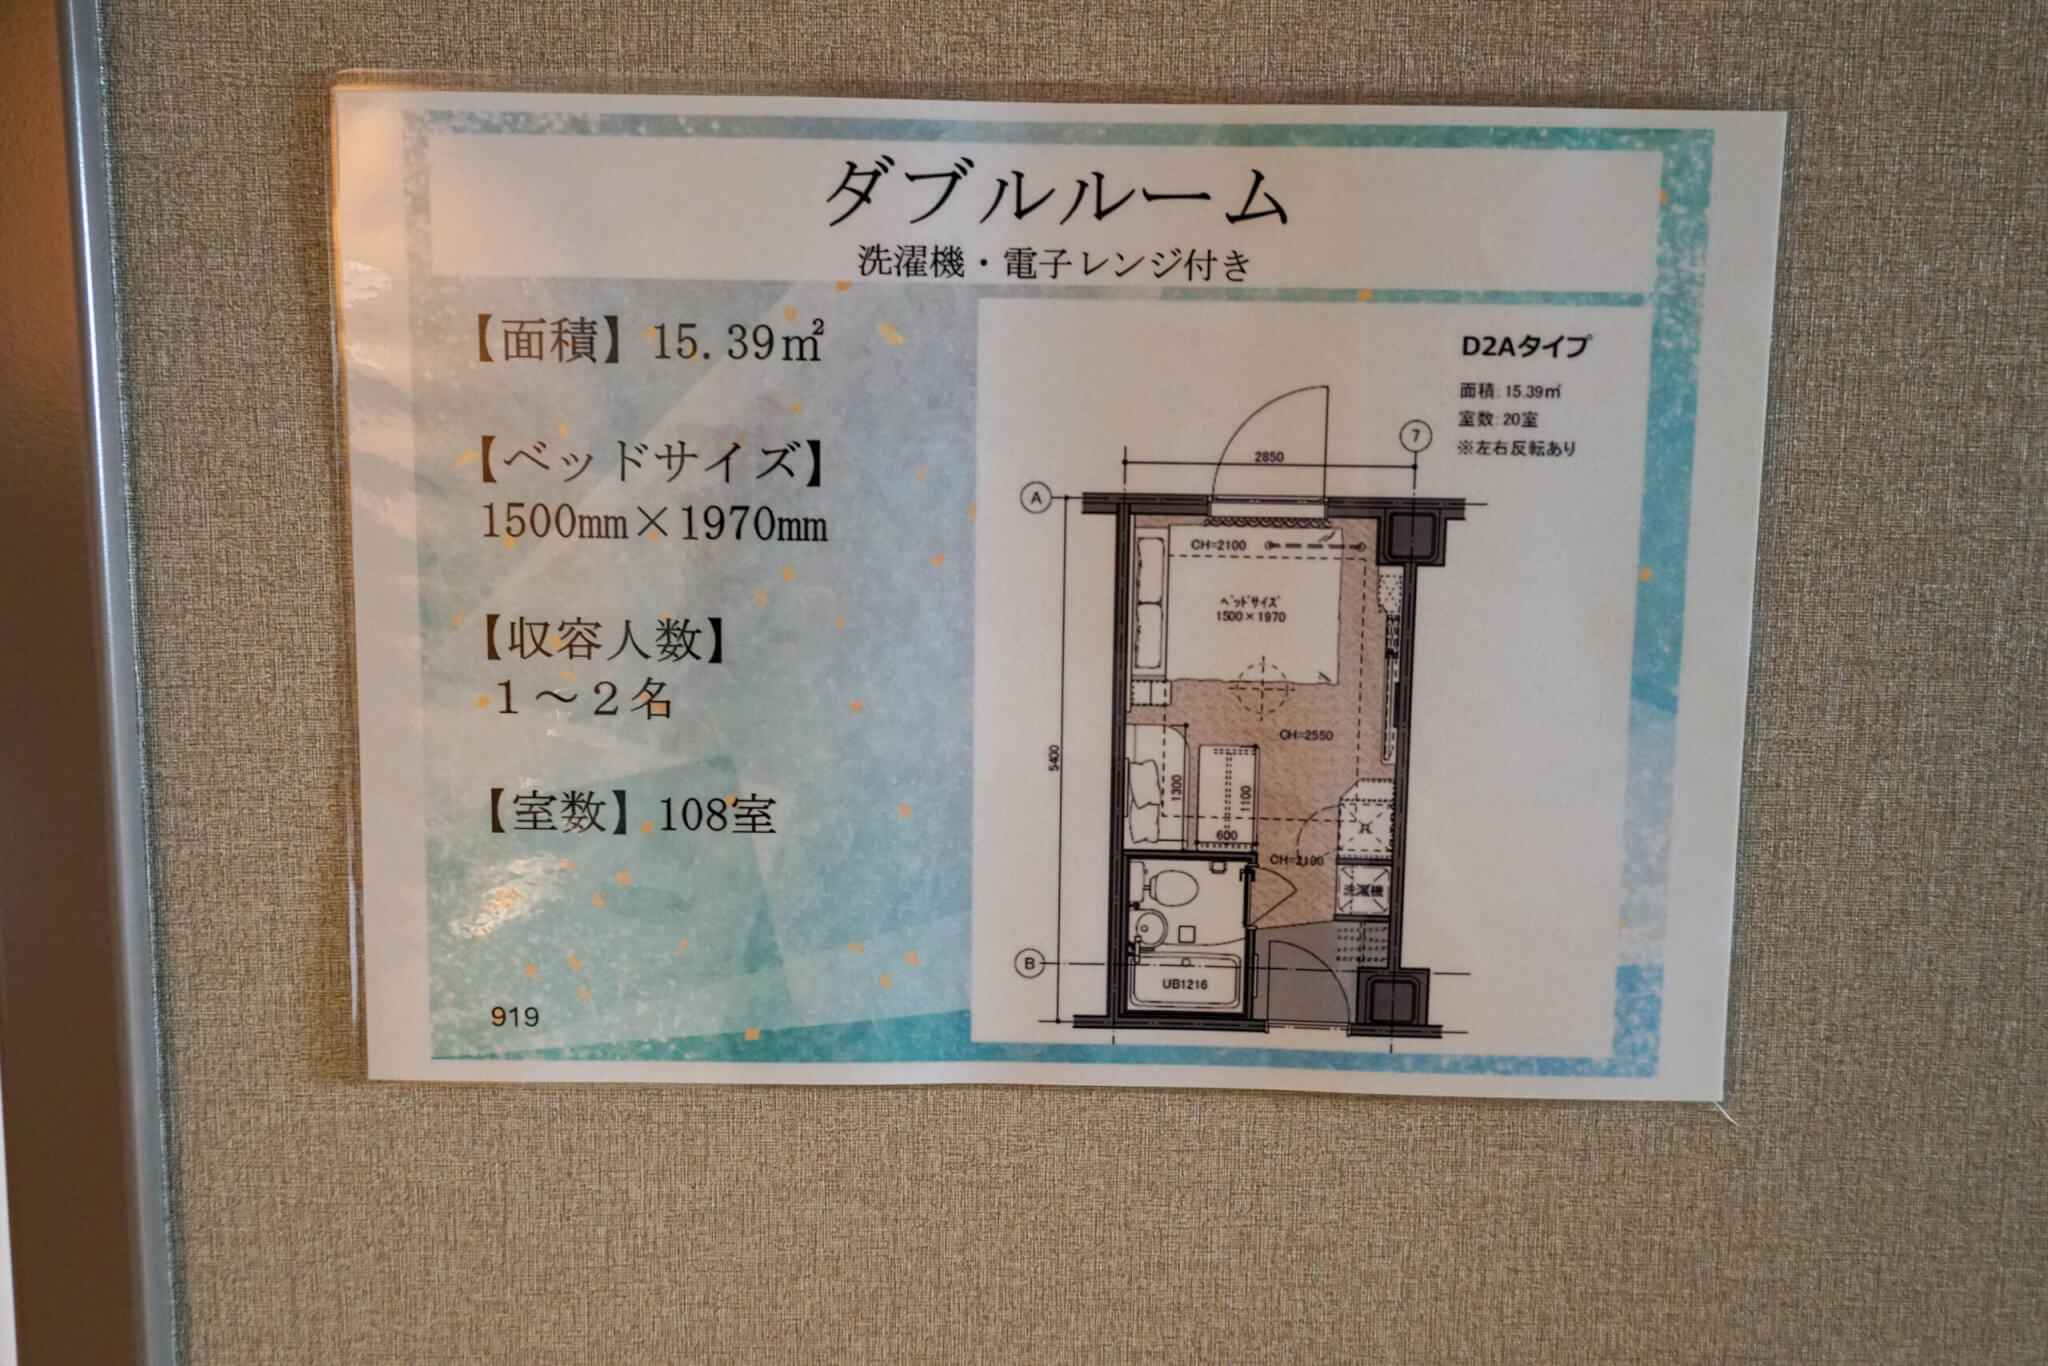 ダブルルーム
洗濯機・電子レンジ付き
【面積】15.39㎡
【ベッドサイズ】
1500mm×1970mm
【収容人数】
1～2名
【室数】108室
919
D2Aタイプ
面積:15.39㎡
室数:20室
※左右反転あり
7
2850
A
CH=2100
ベッドサイズ
1500×1970
CH=2550
5400
1300
1100
600
R
CH=2100
洗濯機
B
UB1216